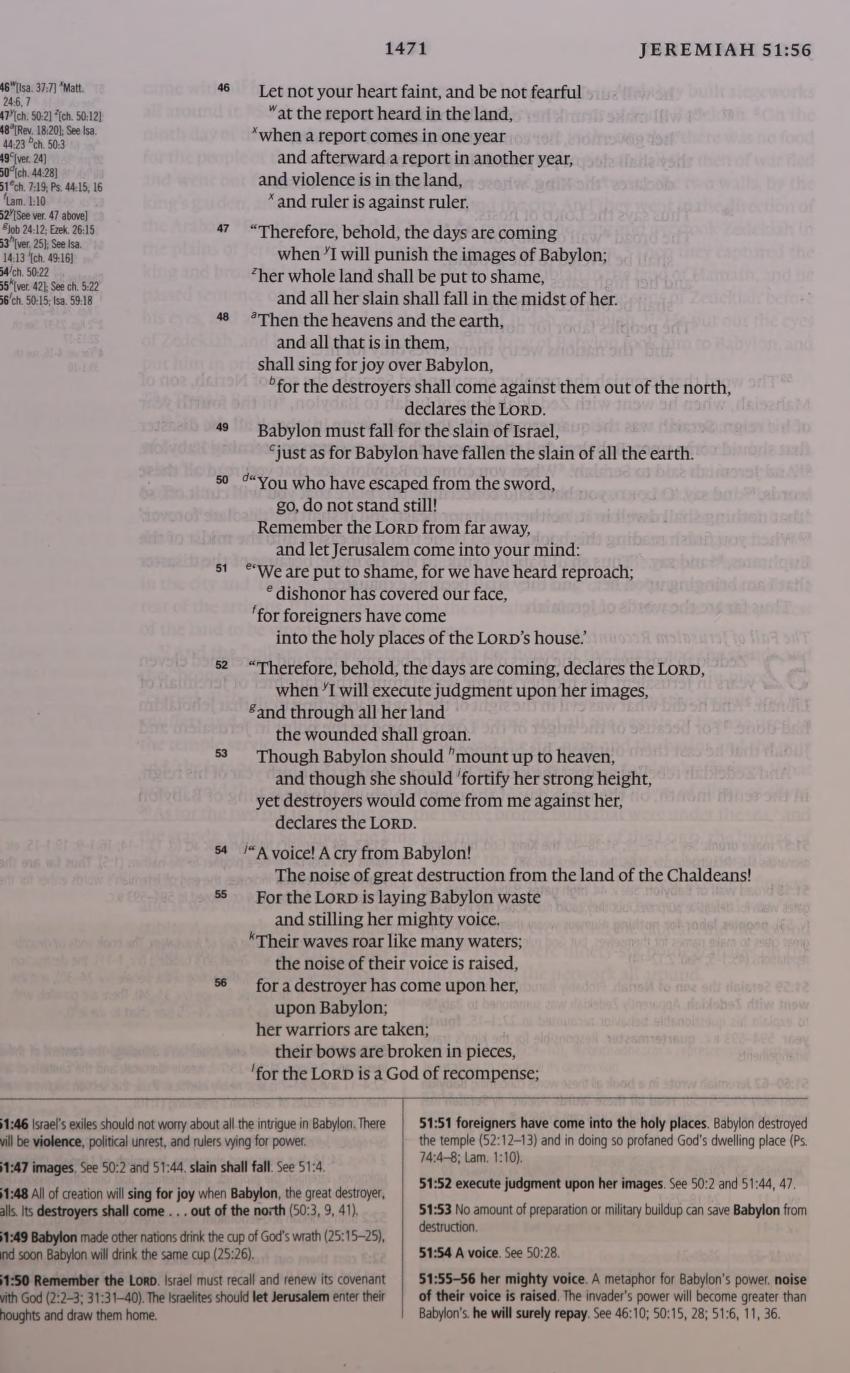 1471
JEREMIAH 51:56
46 w[Isa. 37:7] x Matt.
24:6, 7
47 y[ch. 50:2] z[ch. 50:12]
48 a[Rev. 18:20]; See Isa.
44:23 b ch. 50:3
49 c[ver. 24]
50 d[ch. 44:28]
51 e ch. 7:19; Ps. 44:15, 16
f Lam. 1:10
52 y[See ver. 47 above]
g Job 24:12; Ezek. 26:15
53 h[ver. 25]; See Isa.
14:13 i[ch. 49:16]
54 j ch. 50:22
55 k[ver. 42]; See ch. 5:22
56 l ch. 50:15; Isa. 59:18
46 Let not your heart faint, and be not fearful
w at the report heard in the land,
x when a report comes in one year
and afterward a report in another year,
and violence is in the land,
x and ruler is against ruler.
47 “Therefore, behold, the days are coming
when y I will punish the images of Babylon;
z her whole land shall be put to shame,
and all her slain shall fall in the midst of her.
48 a Then the heavens and the earth,
and all that is in them,
shall sing for joy over Babylon,
b for the destroyers shall come against them out of the north,
declares the LORD.
49 Babylon must fall for the slain of Israel,
c just as for Babylon have fallen the slain of all the earth.
50 d “You who have escaped from the sword,
go, do not stand still!
Remember the LORD from far away,
and let Jerusalem come into your mind:
51 e ‘We are put to shame, for we have heard reproach;
e dishonor has covered our face,
f for foreigners have come
into the holy places of the LORD’s house.’
52 “Therefore, behold, the days are coming, declares the LORD,
when y I will execute judgment upon her images,
g and through all her land
the wounded shall groan.
53 Though Babylon should h mount up to heaven,
and though she should i fortify her strong height,
yet destroyers would come from me against her,
declares the LORD.
54 j “A voice! A cry from Babylon!
The noise of great destruction from the land of the Chaldeans!
55 For the LORD is laying Babylon waste
and stilling her mighty voice.
k Their waves roar like many waters;
the noise of their voice is raised,
56 for a destroyer has come upon her,
upon Babylon;
her warriors are taken;
their bows are broken in pieces,
l for the LORD is a God of recompense;
51:46 Israel’s exiles should not worry about all the intrigue in Babylon. There
will be violence, political unrest, and rulers vying for power.
51:47 images. See 50:2 and 51:44. slain shall fall. See 51:4.
51:48 All of creation will sing for joy when Babylon, the great destroyer,
falls. Its destroyers shall come . . . out of the north (50:3, 9, 41).
51:49 Babylon made other nations drink the cup of God’s wrath (25:15–25),
and soon Babylon will drink the same cup (25:26).
51:50 Remember the LORD. Israel must recall and renew its covenant
with God (2:2–3; 31:31–40). The Israelites should let Jerusalem enter their
thoughts and draw them home.
51:51 foreigners have come into the holy places. Babylon destroyed
the temple (52:12–13) and in doing so profaned God’s dwelling place (Ps.
74:4–8; Lam. 1:10).
51:52 execute judgment upon her images. See 50:2 and 51:44, 47.
51:53 No amount of preparation or military buildup can save Babylon from
destruction.
51:54 A voice. See 50:28.
51:55–56 her mighty voice. A metaphor for Babylon’s power. noise
of their voice is raised. The invader’s power will become greater than
Babylon’s. he will surely repay. See 46:10; 50:15, 28; 51:6, 11, 36.